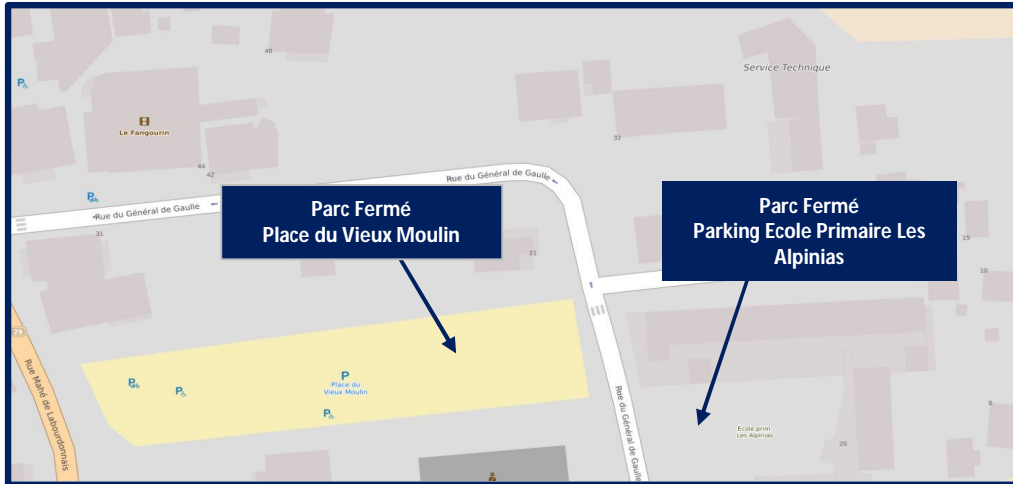 40
Service Technique
P
Le Fangourin
32
44
42
P
Rue du Général de Gaulle
Rue du Général de Gaulle
Parc Fermé
Place du Vieux Moulin
Parc Fermé
Parking Ecole Primaire Les
Alpinias
31
21
15
10
29
P
P
P
Place du
Vieux Moulin
P
Rue Mahé de Labourdonnais
Rue du Général de Gaulle
Ecole prim.
Les Alpinias
8
20